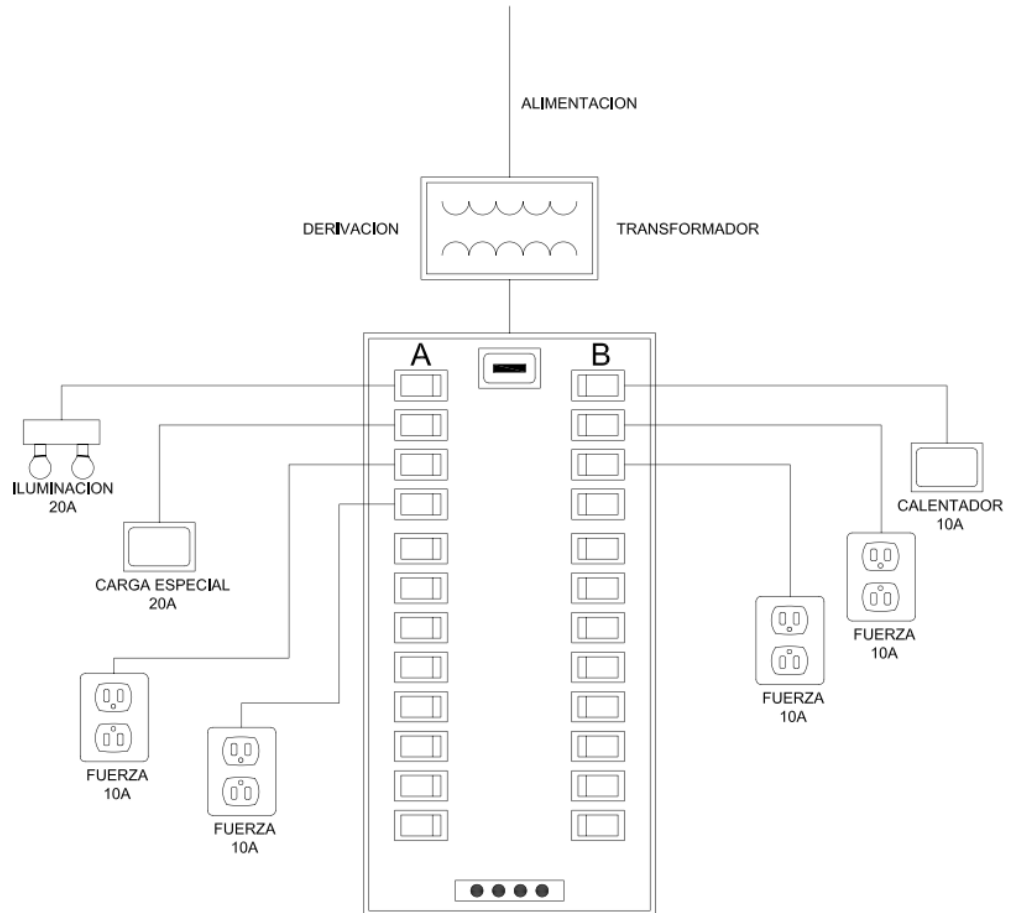 ALIMENTACION
DERIVACION
TRANSFORMADOR
A
B
ILUMINACION
20A
CARGA ESPECIAL
20A
FUERZA
10A
FUERZA
10A
CALENTADOR
10A
FUERZA
10A
FUERZA
10A